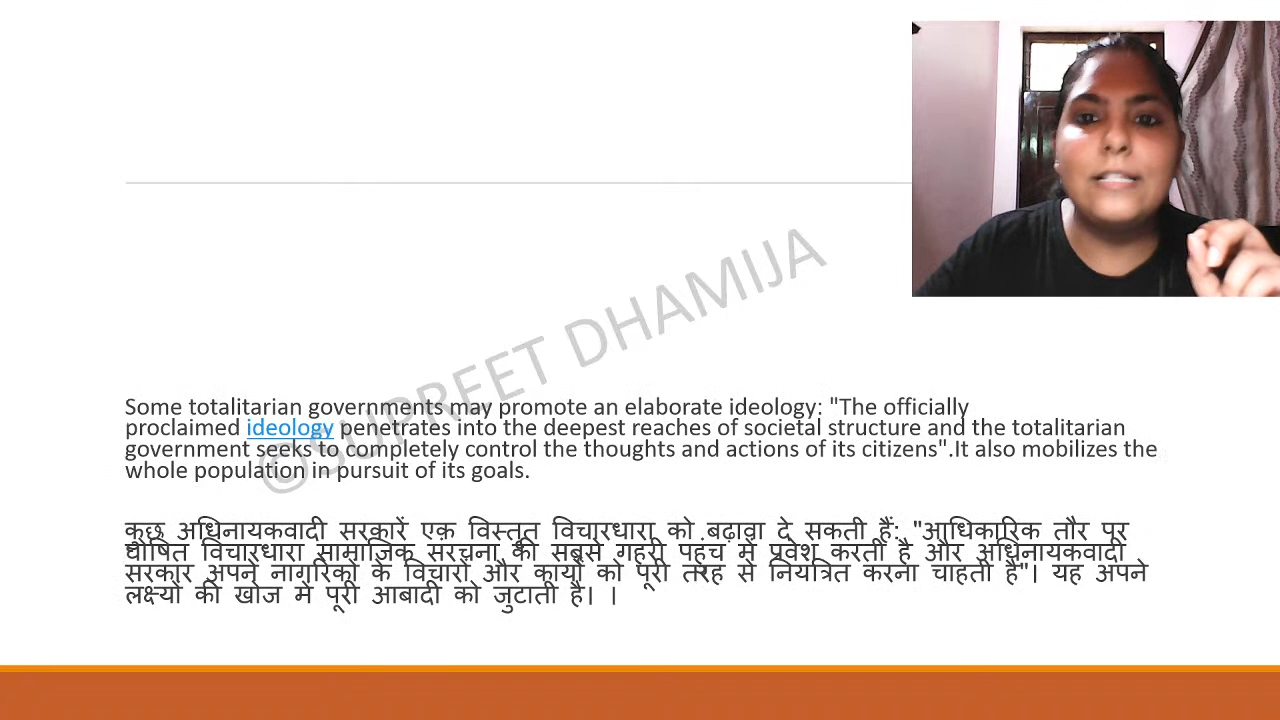 ©SUPREET DHAMIJA
Some totalitarian governments may promote an elaborate ideology: "The officially
proclaimed ideology penetrates into the deepest reaches of societal structure and the totalitarian
government seeks to completely control the thoughts and actions of its citizens".It also mobilizes the
whole population in pursuit of its goals.
कुछ अधिनायकवादी सरकारें एक विस्तृत विचारधारा को बढ़ावा दे सकती हैं: "आधिकारिक तौर पर
घोषित विचारधारा सामाजिक संरचना की सबसे गहरी पहुंच में प्रवेश करती है और अधिनायकवादी
सरकार अपने नागरिकों के विचारों और कार्यों को पूरी तरह से नियंत्रित करना चाहती है"। यह अपने
लक्ष्यों की खोज में पूरी आबादी को जुटाती है। ।